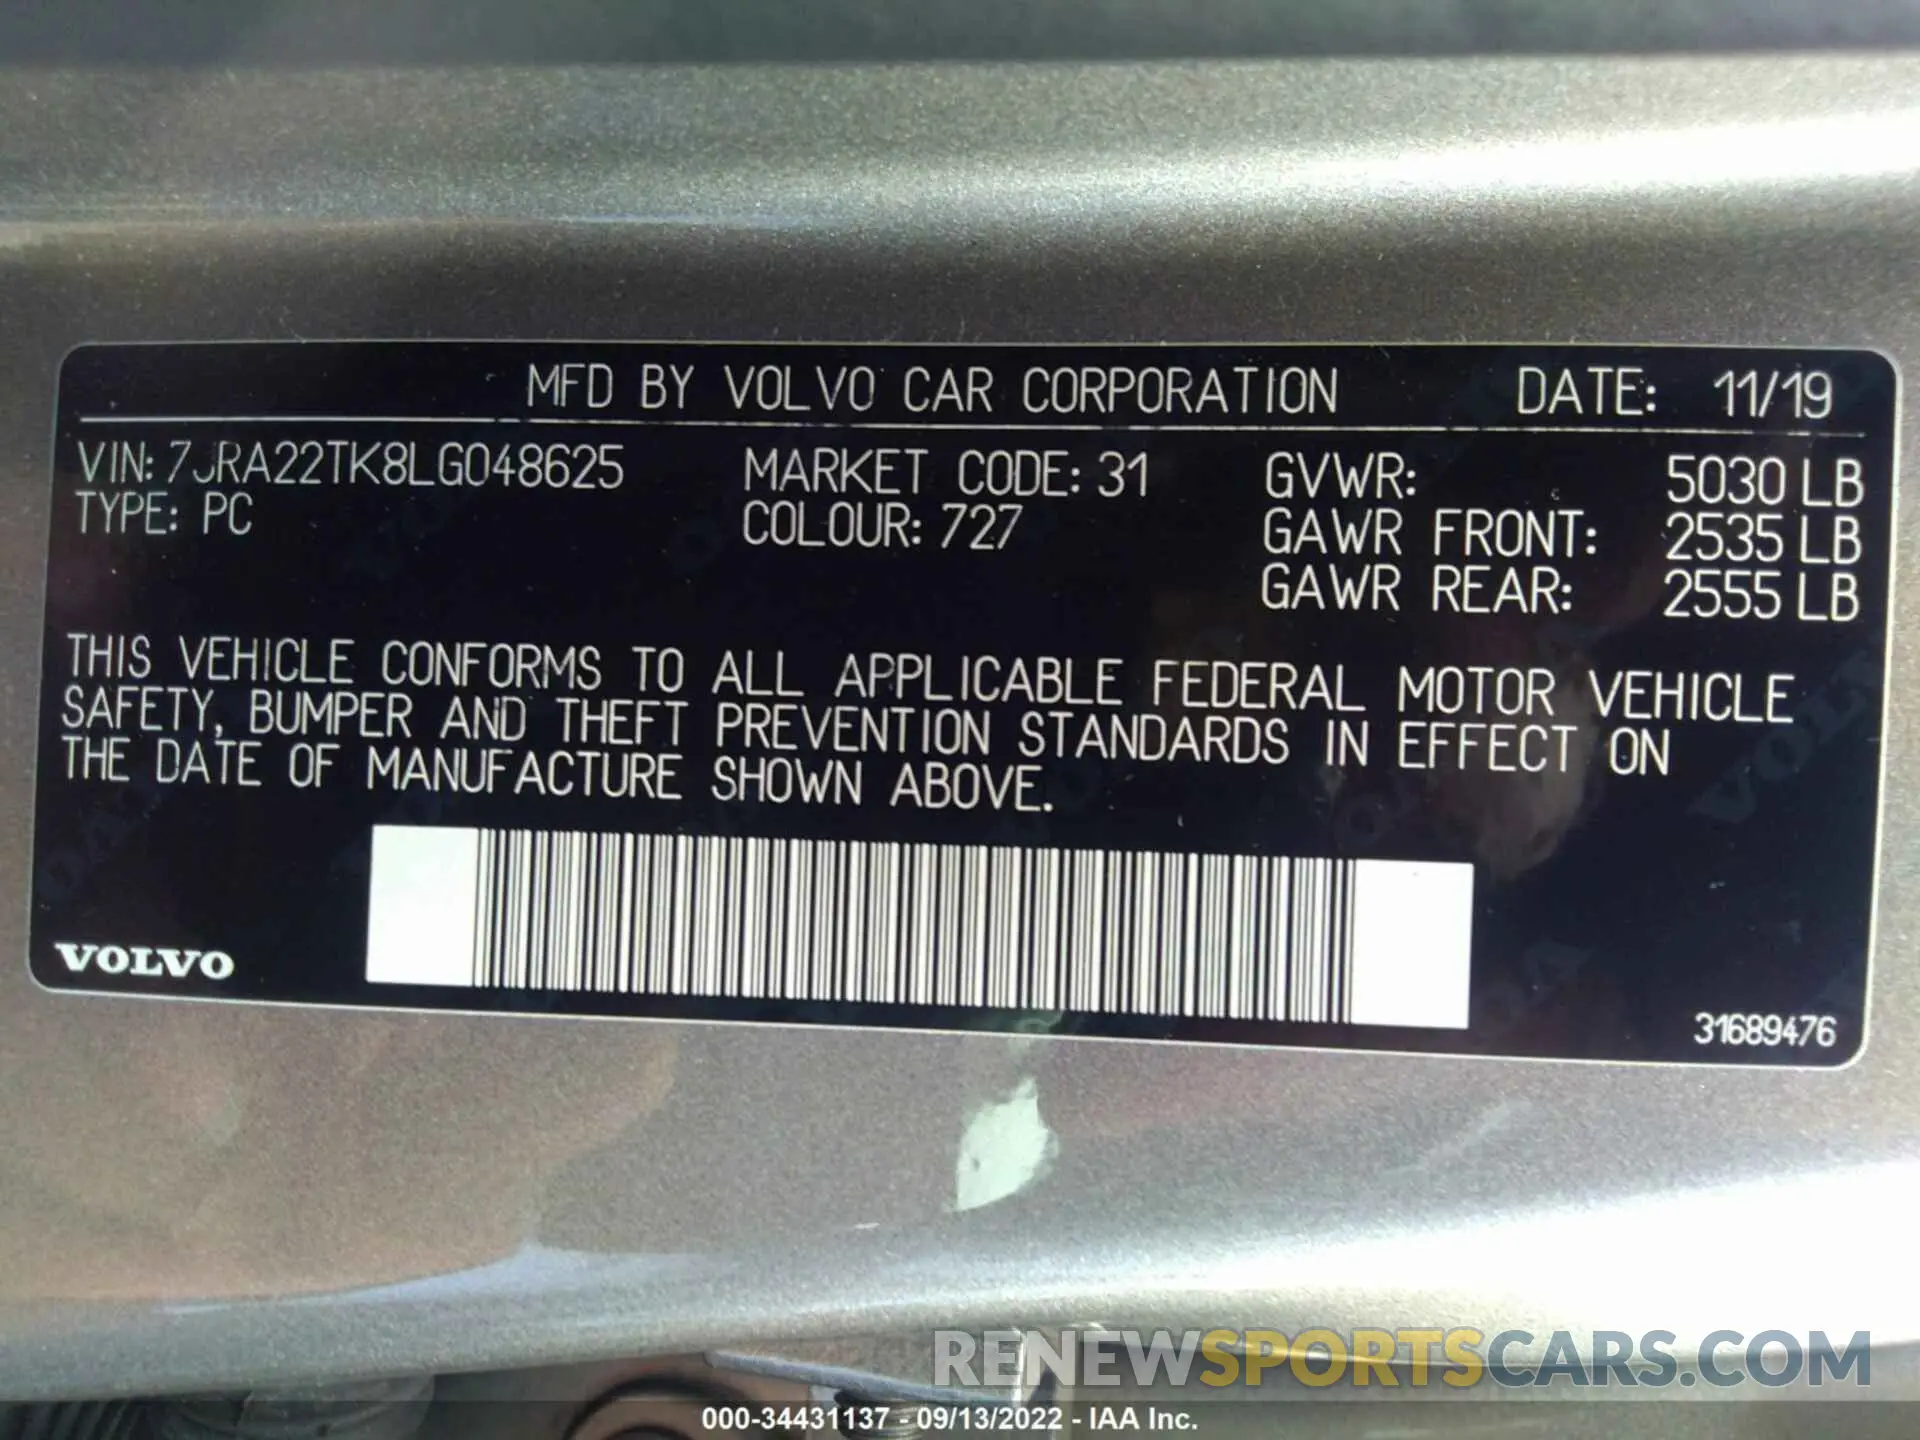 MFD BY VOLVO CAR CORPORATION DATE: 11/19
VIN: 7JRA22TK8LG048625 MARKET CODE: 31 GVWR: 5030 LB
TYPE: PC COLOUR: 727 GAWR FRONT: 2535 LB
GAWR REAR: 2555 LB
THIS VEHICLE CONFORMS TO ALL APPLICABLE FEDERAL MOTOR VEHICLE
SAFETY, BUMPER AND THEFT PREVENTION STANDARDS IN EFFECT ON
THE DATE OF MANUFACTURE SHOWN ABOVE.
VOLVO
31689476
RENEWSPORTSCARS.COM
000-34431137 - 09/13/2022 - IAA Inc.